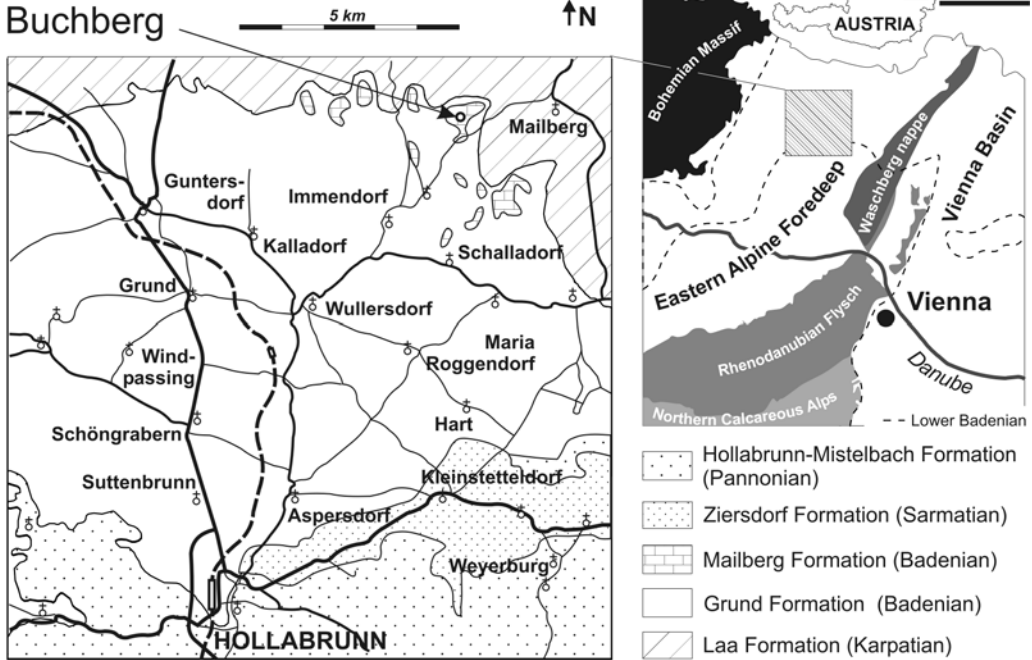 Buchberg
5 km
N
Mailberg
Gunters-
dorf
Immendorf
Kalladorf
Schalladorf
Grund
Wullersdorf
Maria
Roggendorf
Wind-
passing
Hart
Schöngrabern
Kleinstetteldorf
Suttenbrunn
Aspersdorf
Weyerburg
HOLLABRUNN
AUSTRIA
Bohemian Massif
Waschberg nappe
Vienna Basin
Eastern Alpine Foredeep
Vienna
Rhenodanubian Flysch
Danube
Northern Calcareous Alps
Lower Badenian
Hollabrunn-Mistelbach Formation
(Pannonian)
Ziersdorf Formation (Sarmatian)
Mailberg Formation (Badenian)
Grund Formation (Badenian)
Laa Formation (Karpatian)